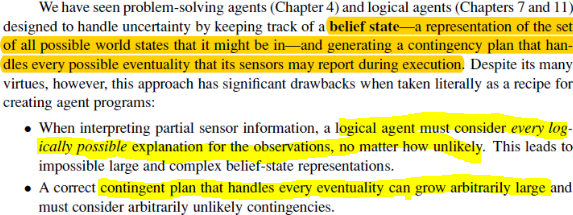 We have seen problem-solving agents (Chapter 4) and logical agents (Chapters 7 and 11)
designed to handle uncertainty by keeping track of a belief state—a representation of the set
of all possible world states that it might be in—and generating a contingency plan that han-
dles every possible eventuality that its sensors may report during execution. Despite its many
virtues, however, this approach has significant drawbacks when taken literally as a recipe for
creating agent programs:
• When interpreting partial sensor information, a logical agent must consider every log-
ically possible explanation for the observations, no matter how unlikely. This leads to
impossible large and complex belief-state representations.
• A correct contingent plan that handles every eventuality can grow arbitrarily large and
must consider arbitrarily unlikely contingencies.